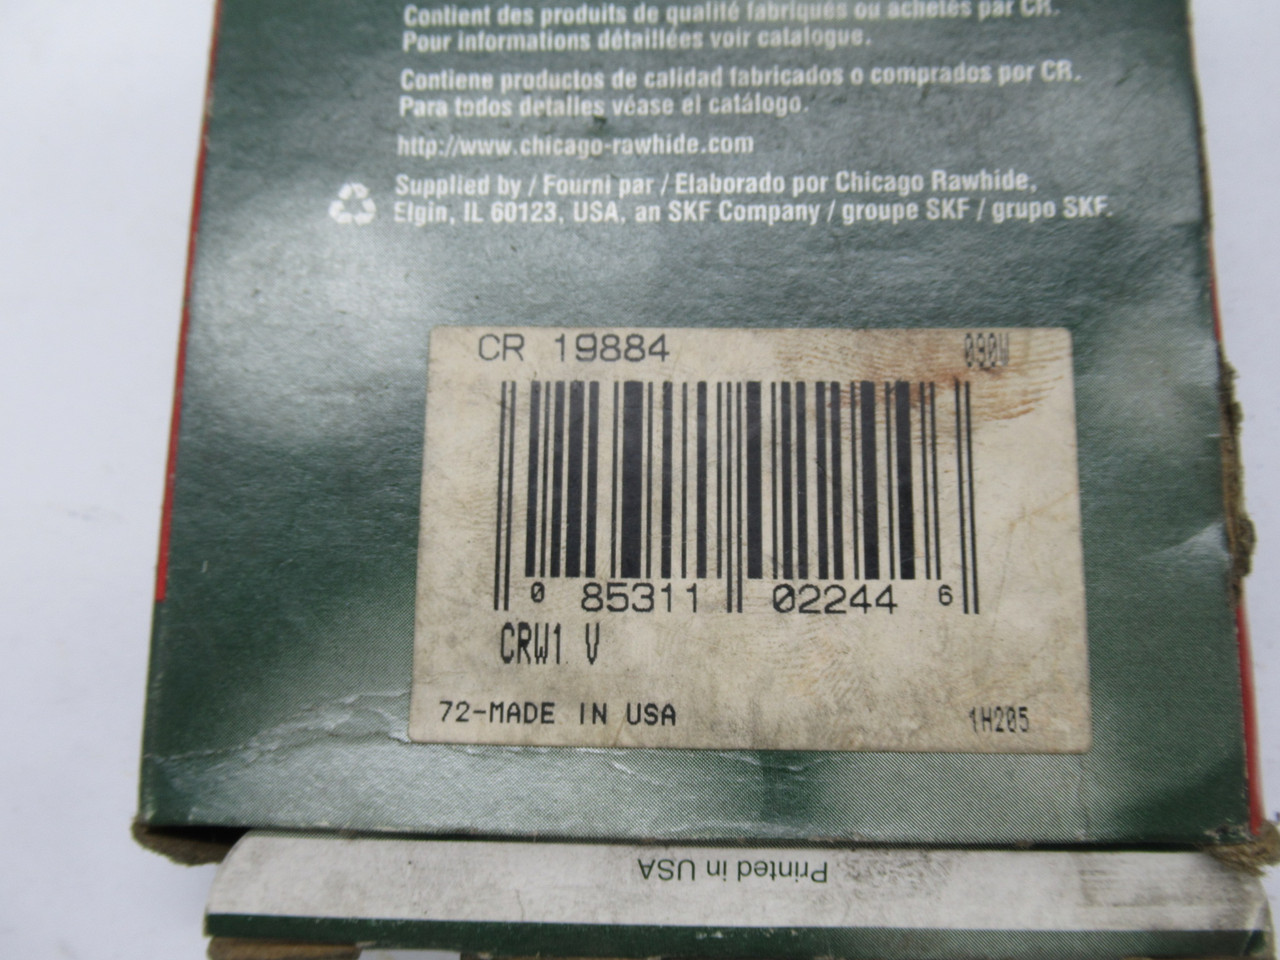 Contient des produits de qualité fabriqués ou achetés par CR.
Pour informations détaillées voir catalogue.
Contiene productos de calidad fabricados o comprados por CR.
Para todos detalles véase el catálogo.
http://www.chicago-rawhide.com
Supplied by / Fourni par / Elaborado por Chicago Rawhide,
Elgin, IL 60123, USA, an SKF Company / groupe SKF / grupo SKF.
CR 19884 090W
0 85311 02244 6
CRW1 V
72-MADE IN USA 1H205
Printed in USA